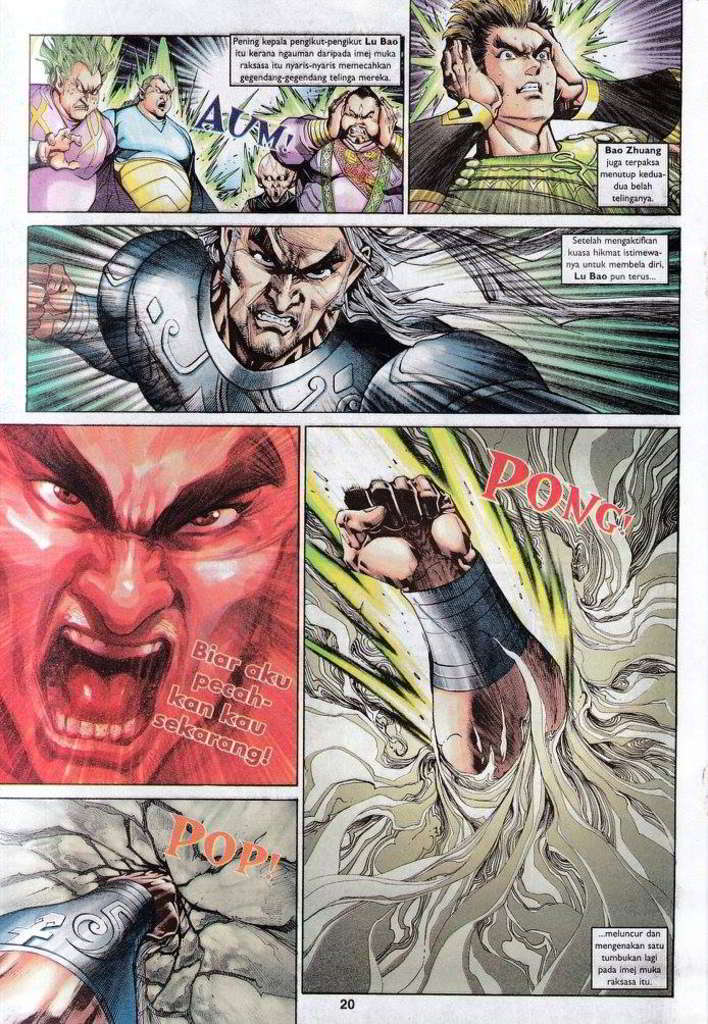 Pening kepala pengikut-pengikut Lu Bao
itu kerana ngauman daripada imej muka
raksasa itu nyaris-nyaris memecahkan
gegendang-gegendang telinga mereka.
AUM!
Bao Zhuang
juga terpaksa
menutup kedua-
dua belah
telinganya.
Setelah mengaktifkan
kuasa hikmat istimewa-
nya untuk membela diri,
Lu Bao pun terus...
Biar aku
pecah-
kan kau
sekarang!
PONG!
POP!
...meluncur dan
mengenakan satu
tumbukan lagi
pada imej muka
raksasa itu.
20